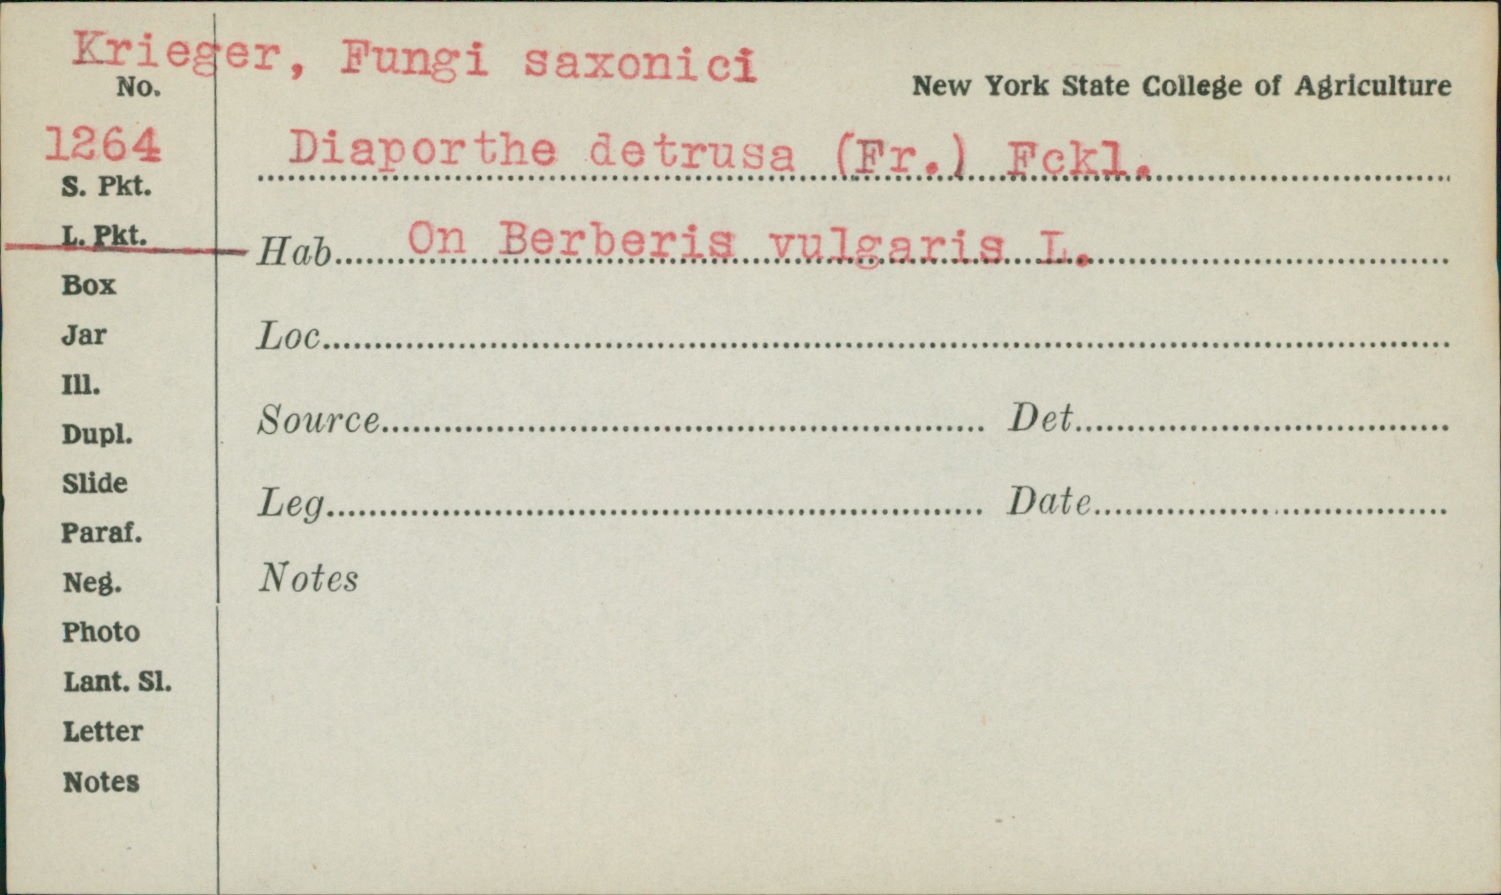 Krieger, Fungi saxonici
No.
New York State College of Agriculture
1264
Diaporthe detrusa (Fr.) Fckl.
S. Pkt.
L. Pkt.
Hab. On Berberis vulgaris L.
Box
Jar
Loc.
Ill.
Source Det.
Dupl.
Slide
Leg. Date
Paraf.
Neg.
Notes
Photo
Lant. Sl.
Letter
Notes